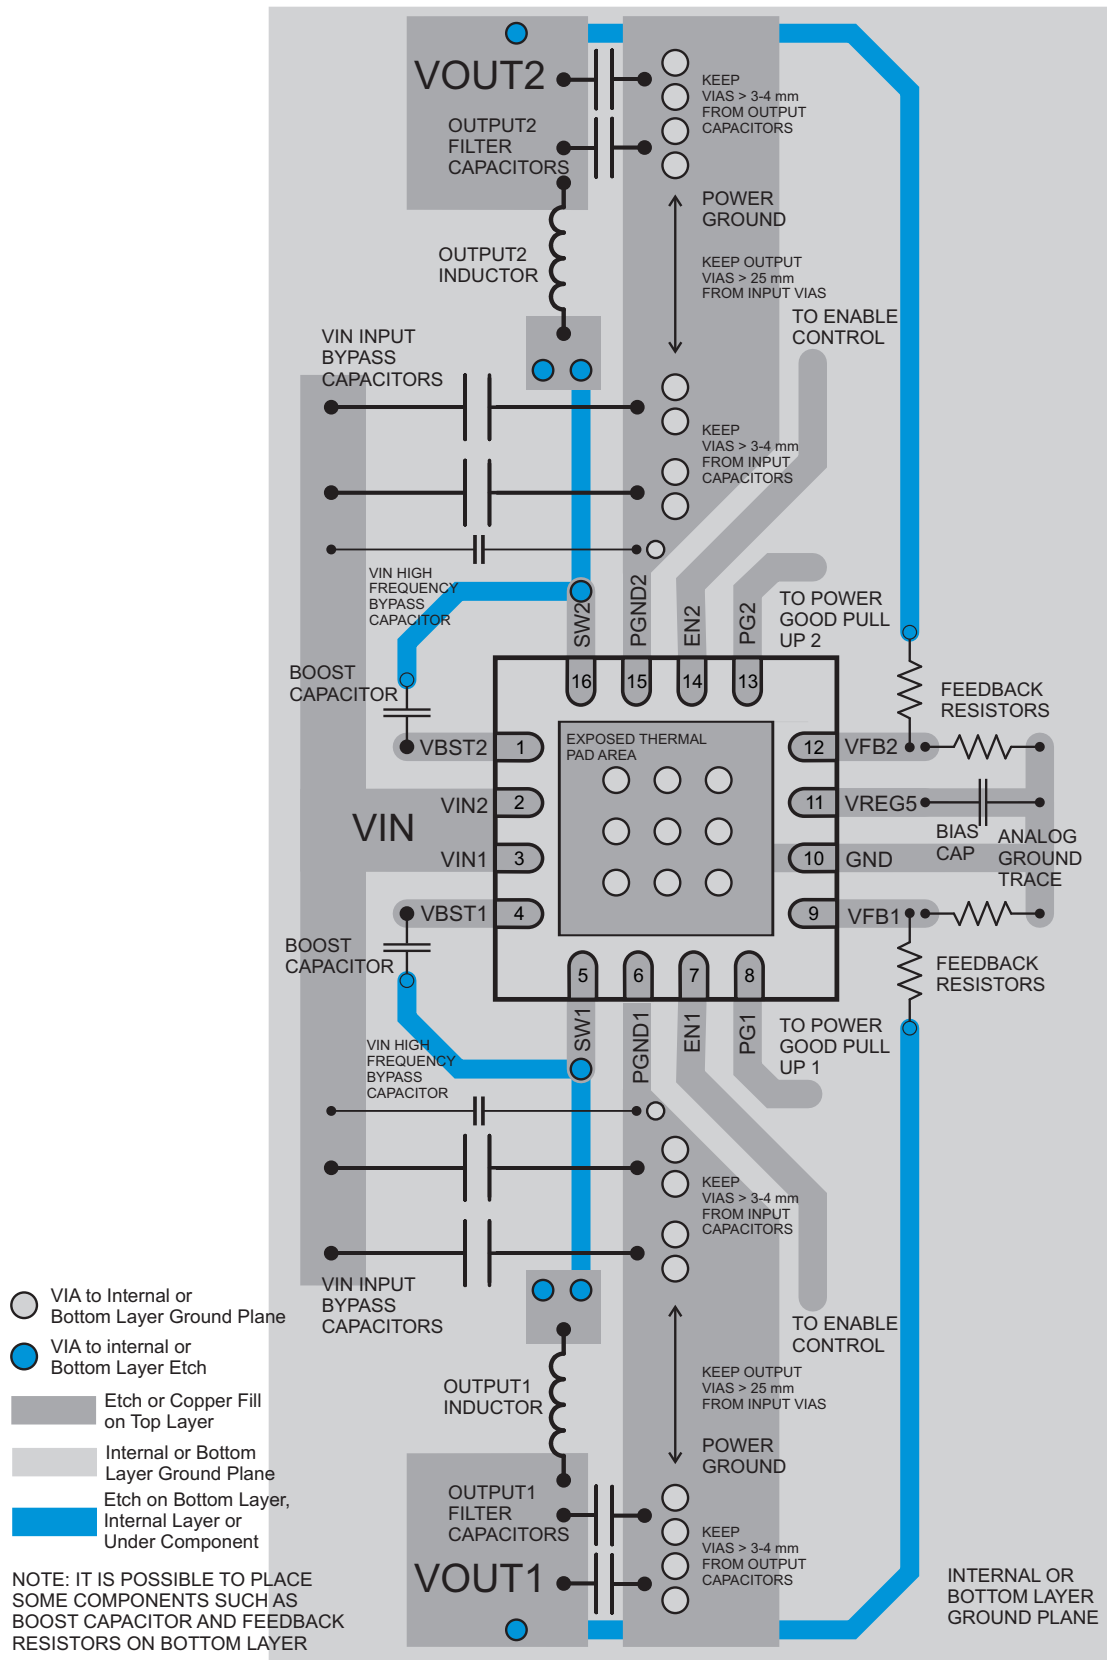 VOUT2
OUTPUT2
FILTER
CAPACITORS
KEEP
VIAS > 3-4 mm
FROM OUTPUT
CAPACITORS
POWER
GROUND
OUTPUT2
INDUCTOR
KEEP OUTPUT
VIAS > 25 mm
FROM INPUT VIAS
TO ENABLE
CONTROL
VIN INPUT
BYPASS
CAPACITORS
KEEP
VIAS > 3-4 mm
FROM INPUT
CAPACITORS
VIN HIGH
FREQUENCY
BYPASS
CAPACITOR
SW2
PGND2
EN2
PG2
TO POWER
GOOD PULL
UP 2
BOOST
CAPACITOR
16
15
14
13
FEEDBACK
RESISTORS
VBST2
1
EXPOSED THERMAL
PAD AREA
12
VFB2
VIN2
2
11
VREG5
VIN
BIAS
CAP
ANALOG
GROUND
TRACE
VIN1
3
10
GND
VBST1
4
9
VFB1
BOOST
CAPACITOR
5
6
7
8
FEEDBACK
RESISTORS
SW1
PGND1
EN1
PG1
TO POWER
GOOD PULL
UP 1
VIN HIGH
FREQUENCY
BYPASS
CAPACITOR
KEEP
VIAS > 3-4 mm
FROM INPUT
CAPACITORS
VIN INPUT
BYPASS
CAPACITORS
TO ENABLE
CONTROL
KEEP OUTPUT
VIAS > 25 mm
FROM INPUT VIAS
OUTPUT1
INDUCTOR
POWER
GROUND
OUTPUT1
FILTER
CAPACITORS
KEEP
VIAS > 3-4 mm
FROM OUTPUT
CAPACITORS
VOUT1
INTERNAL OR
BOTTOM LAYER
GROUND PLANE
VIA to Internal or
Bottom Layer Ground Plane
VIA to internal or
Bottom Layer Etch
Etch or Copper Fill
on Top Layer
Internal or Bottom
Layer Ground Plane
Etch on Bottom Layer,
Internal Layer or
Under Component
NOTE: IT IS POSSIBLE TO PLACE
SOME COMPONENTS SUCH AS
BOOST CAPACITOR AND FEEDBACK
RESISTORS ON BOTTOM LAYER